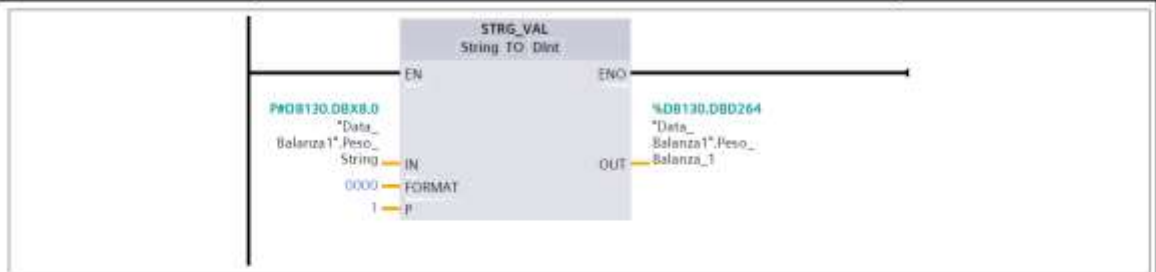 STRG_VAL
String TO DInt
EN
ENO
P#DB130.DBX8.0
"Data_
Balanza1".Peso_
String
IN
0000
FORMAT
1
P
%DB130.DBD264
"Data_
Balanza1".Peso_
Balanza_1
OUT